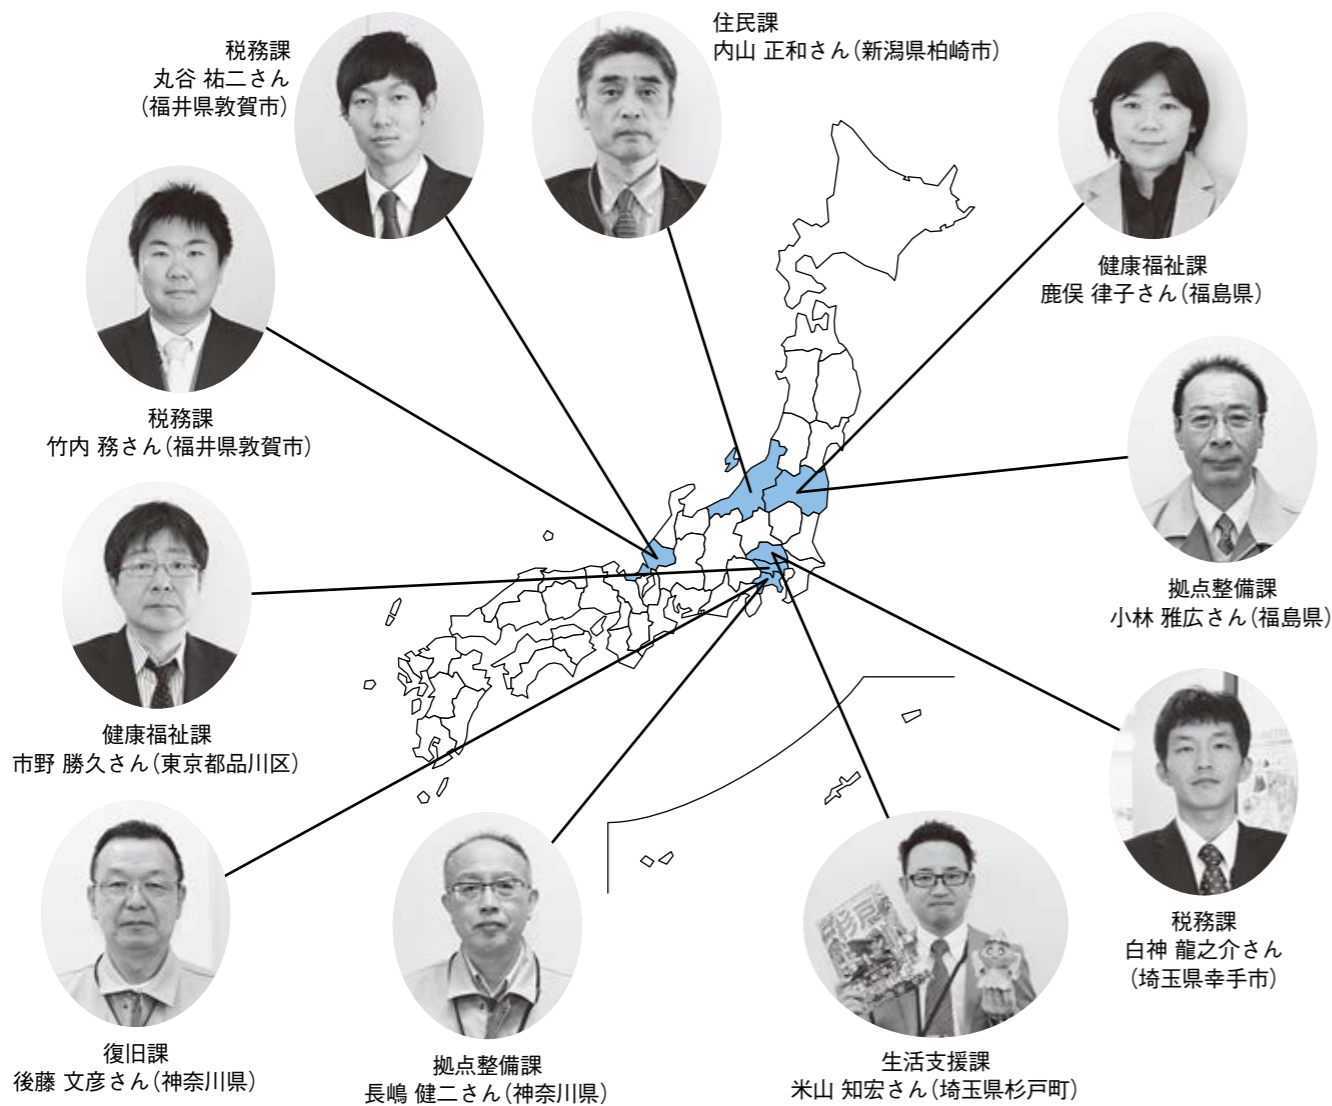 税務課
丸谷 祐二さん
（福井県敦賀市）
住民課
内山 正和さん（新潟県柏崎市）
健康福祉課
鹿俣 律子さん（福島県）
税務課
竹内 務さん（福井県敦賀市）
拠点整備課
小林 雅広さん（福島県）
健康福祉課
市野 勝久さん（東京都品川区）
税務課
白神 龍之介さん
（埼玉県幸手市）
復旧課
後藤 文彦さん（神奈川県）
拠点整備課
長嶋 健二さん（神奈川県）
杉戸
生活支援課
米山 知宏さん（埼玉県杉戸町）